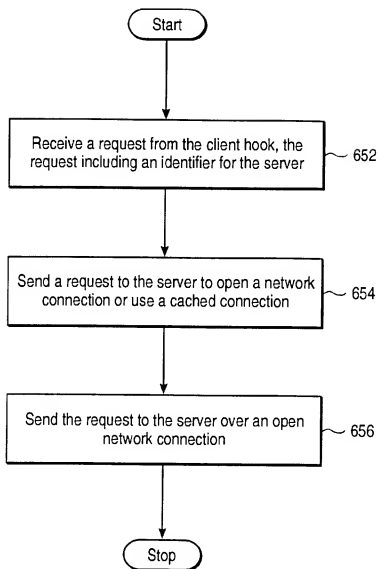 Start
Receive a request from the client hook, the
request including an identifier for the server
652
Send a request to the server to open a network
connection or use a cached connection
654
Send the request to the server over an open
network connection
656
Stop